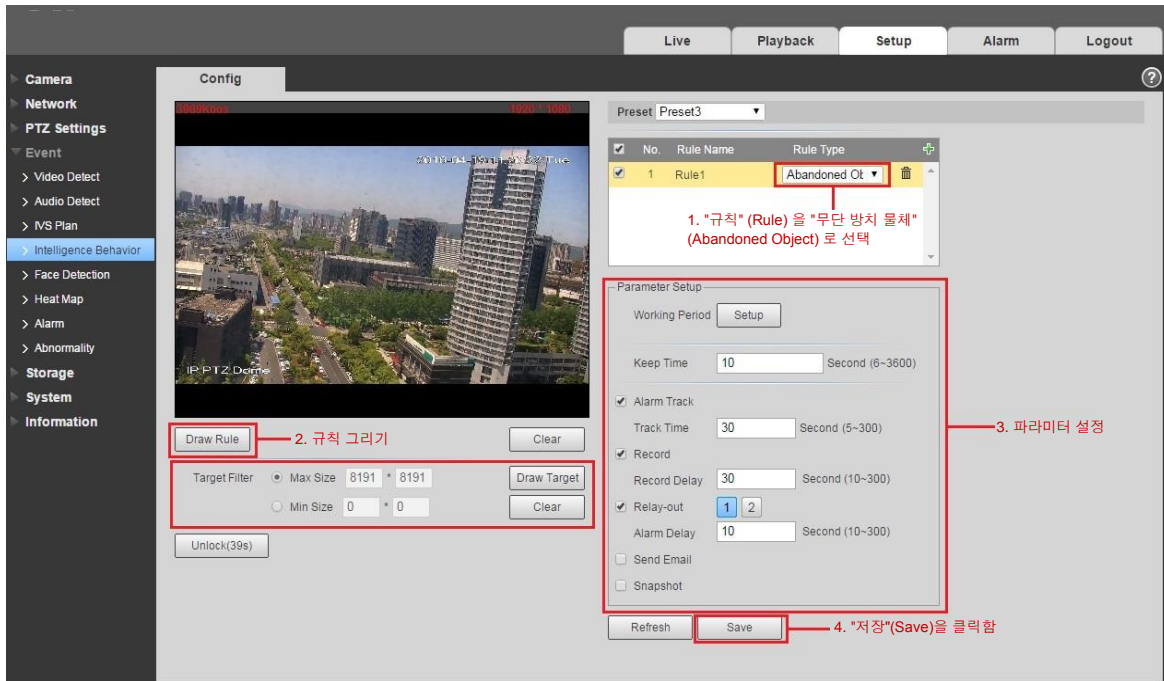 Live Playback Setup Alarm Logout
Camera
Network
PTZ Settings
Event
Video Detect
Audio Detect
IVS Plan
Intelligence Behavior
Face Detection
Heat Map
Alarm
Abnormality
Storage
System
Information
Config
1920 * 1080
Tue
IP PTZ Dome
Draw Rule
2. 규칙 그리기
Clear
Target Filter Max Size 8191 * 8191 Draw Target
Min Size 0 * 0 Clear
Unlock(39s)
Preset Preset3
No. Rule Name Rule Type
1 Rule1 Abandoned Ot
1. "규칙" (Rule) 을 "무단 방치 물체"
(Abandoned Object) 로 선택
Parameter Setup
Working Period Setup
Keep Time 10 Second (6~3600)
Alarm Track
Track Time 30 Second (5~300)
Record
Record Delay 30 Second (10~300)
Relay-out 1 2
Alarm Delay 10 Second (10~300)
Send Email
Snapshot
3. 파라미터 설정
Refresh Save
4. "저장"(Save)을 클릭함